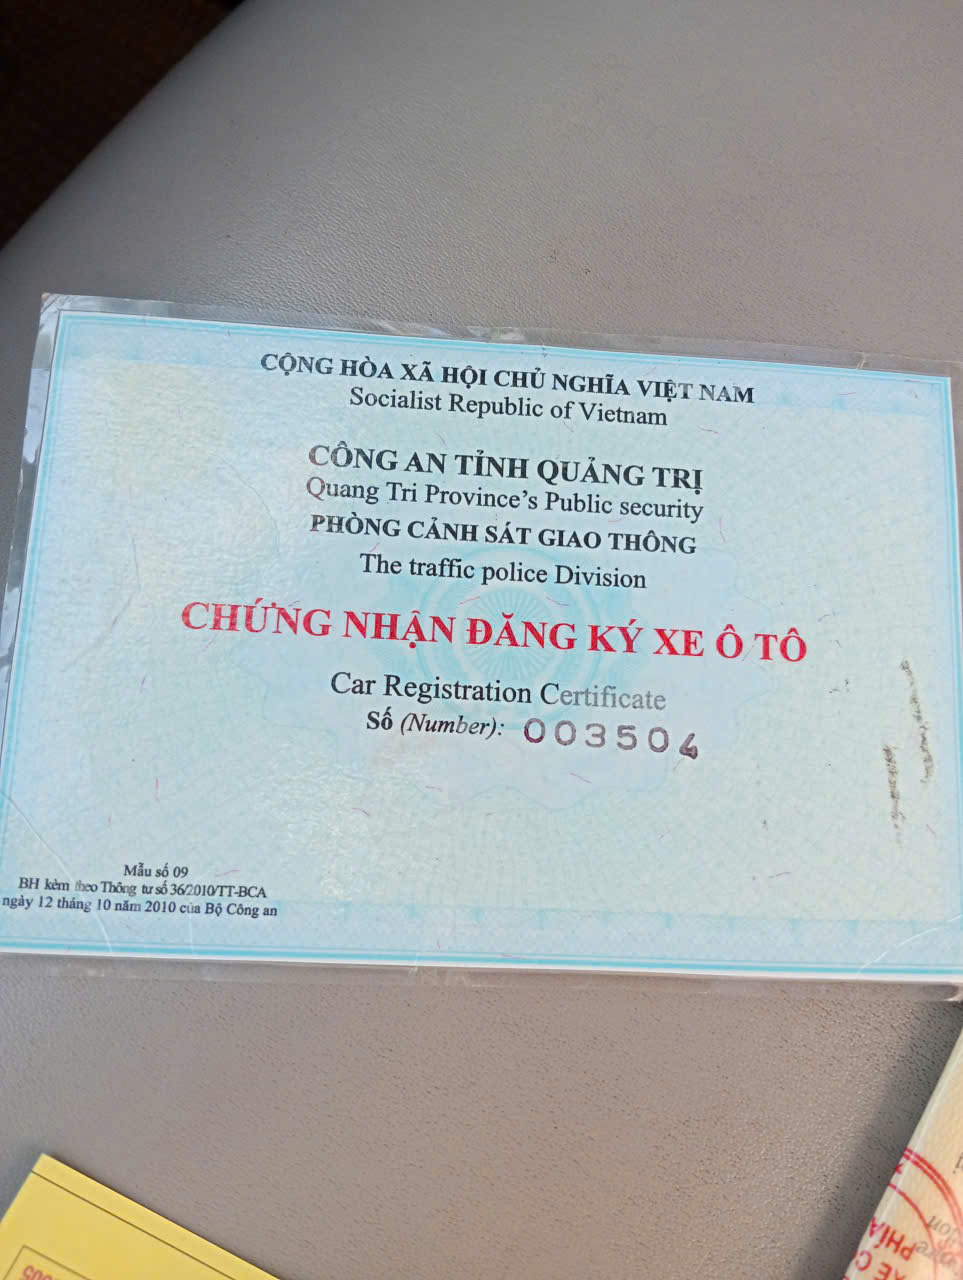 CỘNG HÒA XÃ HỘI CHỦ NGHĨA VIỆT NAM
Socialist Republic of Vietnam
CÔNG AN TỈNH QUẢNG TRỊ
Quang Tri Province's Public security
PHÒNG CẢNH SÁT GIAO THÔNG
The traffic police Division
CHỨNG NHẬN ĐĂNG KÝ XE Ô TÔ
Car Registration Certificate
Số (Number): 003504
Mẫu số 09
BH kèm theo Thông tư số 36/2010/TT-BCA
ngày 12 tháng 10 năm 2010 của Bộ Công an
PHÍA
XE C